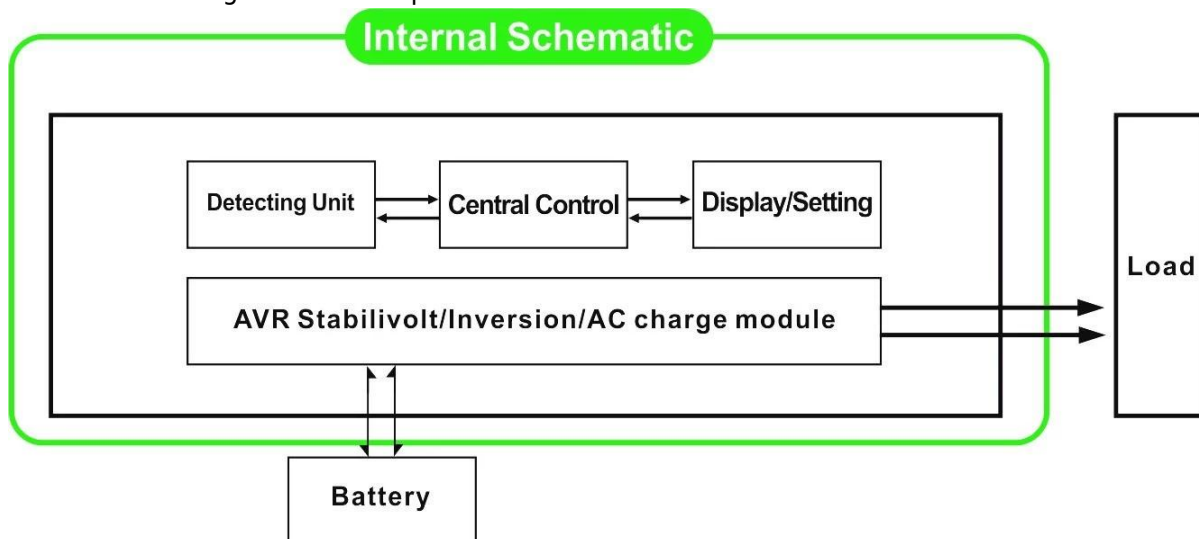 Internal Schematic
Detecting Unit
Central Control
Display/Setting
Load
AVR Stabilivolt/Inversion/AC charge module
Battery